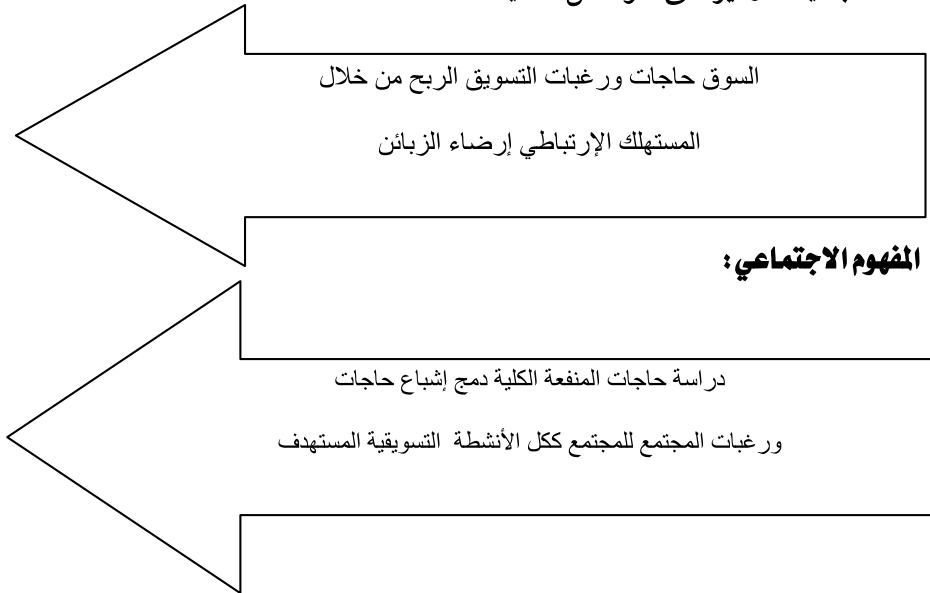 السوق حاجات ورغبات التسويق الربح من خلال
المستهلك الإرتباطي إرضاء الزبائن
المفهوم الاجتماعي :
دراسة حاجات المنفعة الكلية دمج إشباع حاجات
ورغبات المجتمع للمجتمع ككل الأنشطة التسويقية المستهدف